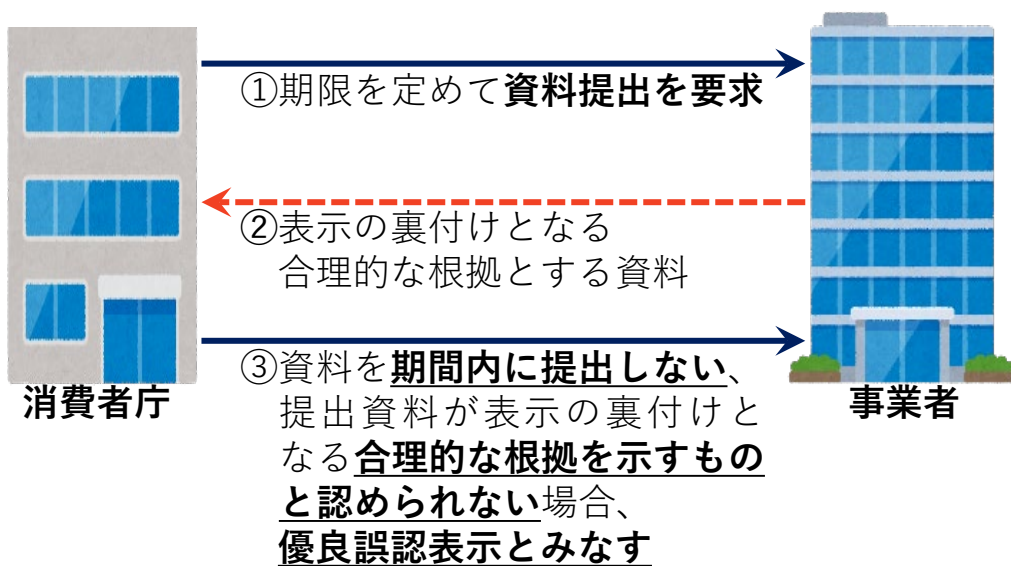 ①期限を定めて資料提出を要求
②表示の裏付けとなる
合理的な根拠とする資料
③資料を期間内に提出しない、
提出資料が表示の裏付けと
なる合理的な根拠を示すもの
と認められない場合、
優良誤認表示とみなす
消費者庁
事業者